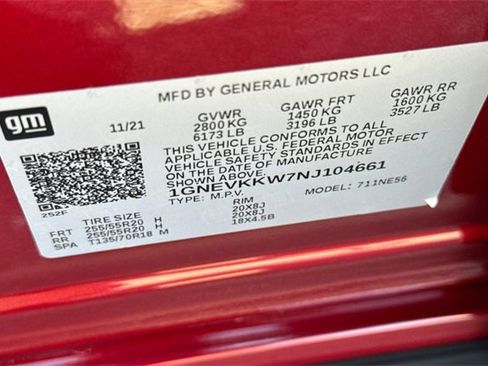 MFD BY GENERAL MOTORS LLC
gm
11/21
GVWR GAWR FRT GAWR RR
2800 KG 1450 KG 1600 KG
6173 LB 3196 LB 3527 LB
THIS VEHICLE CONFORMS TO ALL
APPLICABLE U.S. FEDERAL MOTOR
VEHICLE SAFETY STANDARDS IN EFFECT
ON THE DATE OF MANUFACTURE
SHOWN ABOVE.
1GNEVKKW7NJ104661
TYPE: M.P.V. MODEL: 711NE56
252F
TIRE SIZE RIM
FRT 255/55R20 H 20X8J
RR 255/55R20 H 20X8J
SPA T135/70R18 M 18X4.5B